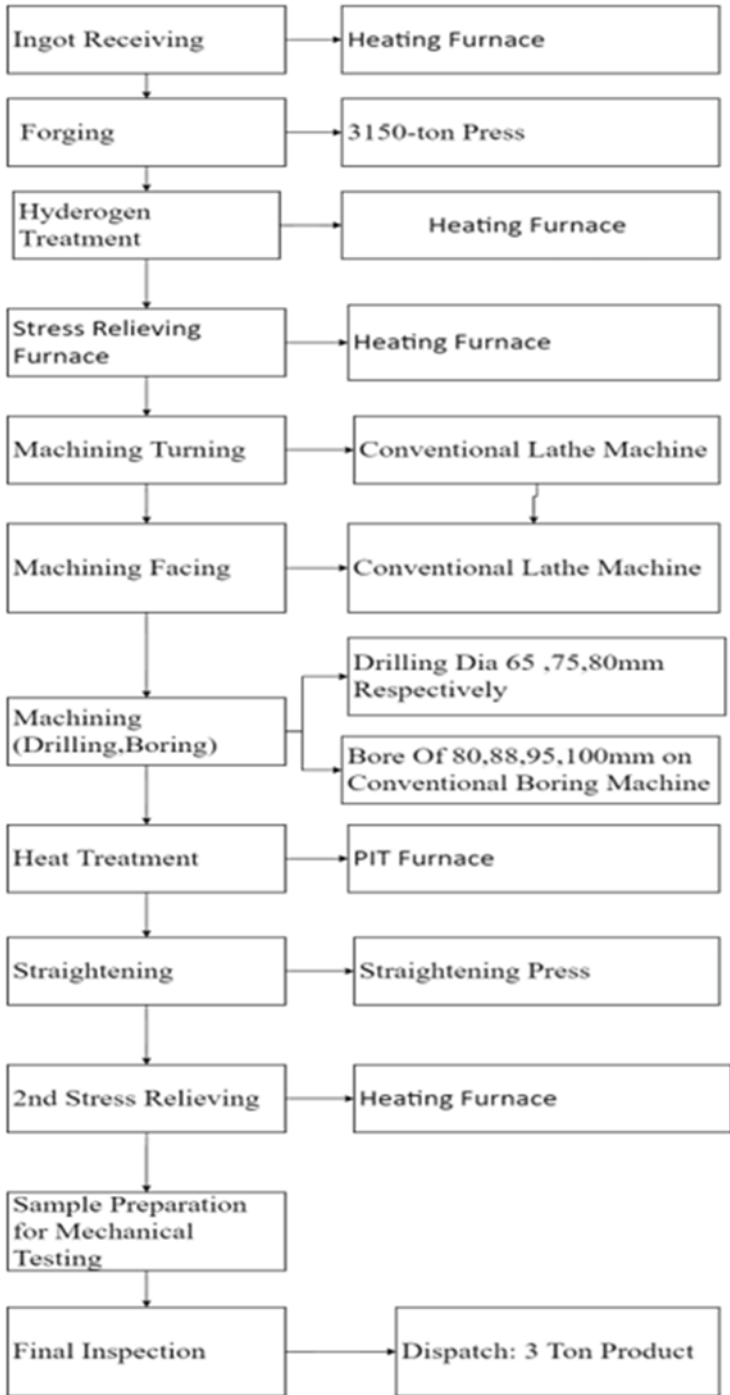 Ingot Receiving
Heating Furnace
Forging
3150-ton Press
Hyderogen
Treatment
Heating Furnace
Stress Relieving
Furnace
Heating Furnace
Machining Turning
Conventional Lathe Machine
Machining Facing
Conventional Lathe Machine
Machining
(Drilling,Boring)
Drilling Dia 65 ,75,80mm
Respectively
Bore Of 80,88,95,100mm on
Conventional Boring Machine
Heat Treatment
PIT Furnace
Straightening
Straightening Press
2nd Stress Relieving
Heating Furnace
Sample Preparation
for Mechanical
Testing
Final Inspection
Dispatch: 3 Ton Product